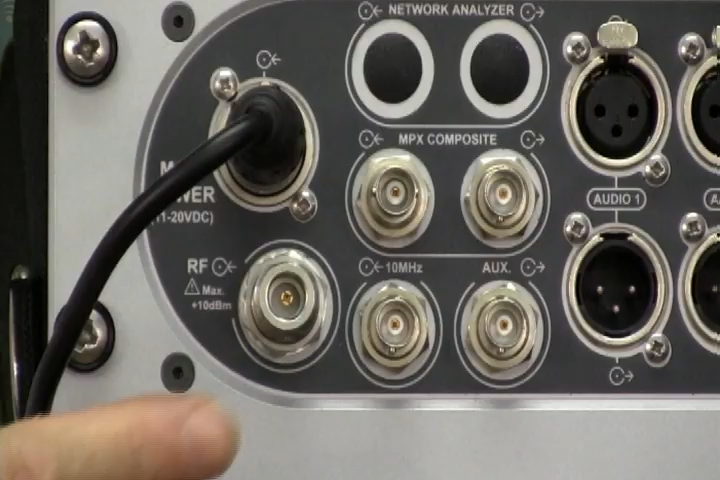 NETWORK ANALYZER
MPX COMPOSITE
(11-20VDC)
AUDIO 1
RF
10MHz
AUX.
Max.
+10dBm